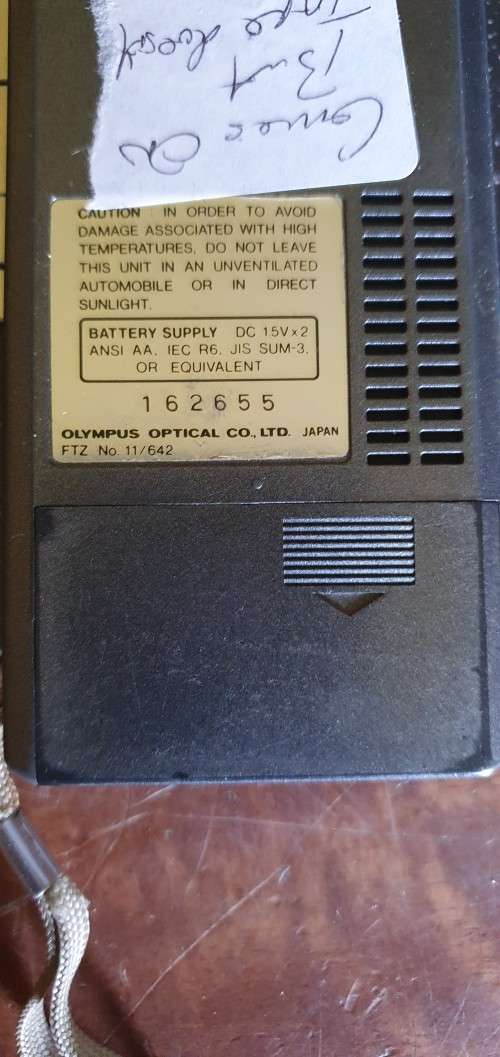 Comes On
But
Tape
CAUTION : IN ORDER TO AVOID
DAMAGE ASSOCIATED WITH HIGH
TEMPERATURES, DO NOT LEAVE
THIS UNIT IN AN UNVENTILATED
AUTOMOBILE OR IN DIRECT
SUNLIGHT.
BATTERY SUPPLY DC 1.5V×2
ANSI AA, IEC R6, JIS SUM-3,
OR EQUIVALENT
162655
OLYMPUS OPTICAL CO., LTD. JAPAN
FTZ No. 11/642